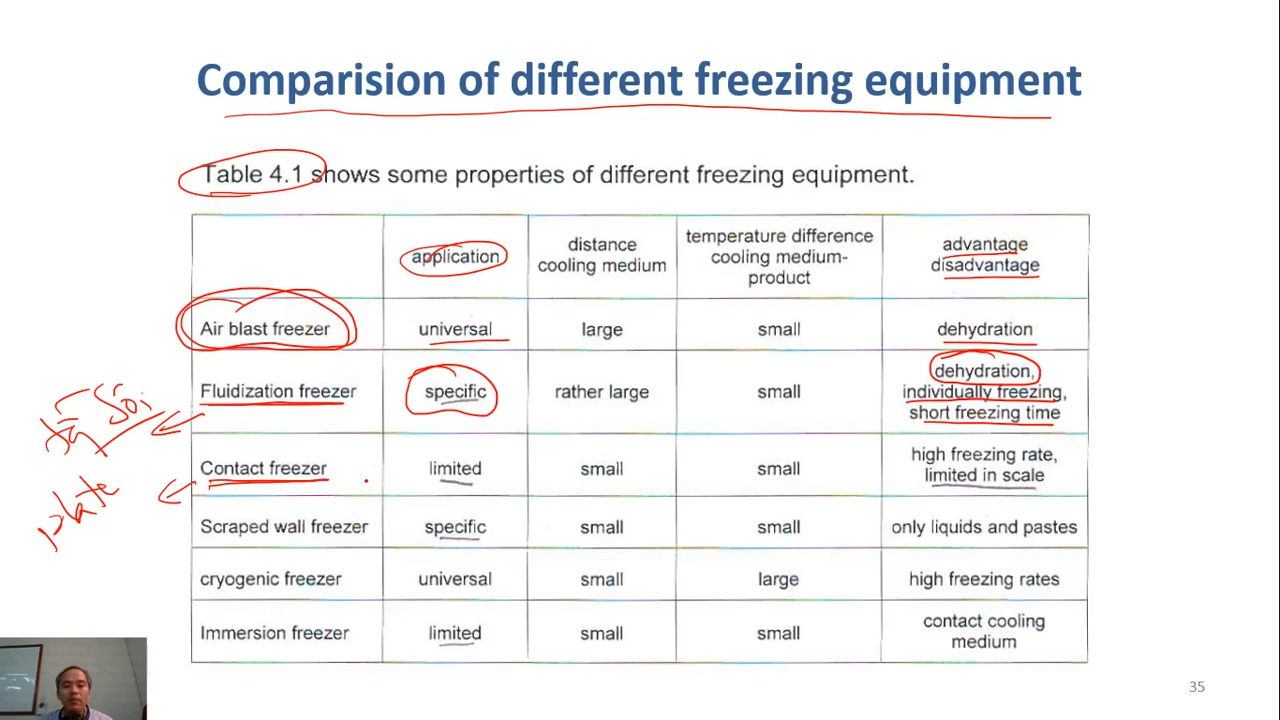 Comparision of different freezing equipment
Table 4.1 shows some properties of different freezing equipment.
application
distance
cooling medium
temperature difference
cooling medium-
product
advantage
disadvantage
Air blast freezer
universal
large
small
dehydration
Fluidization freezer
specific
rather large
small
dehydration,
individually freezing,
short freezing time
Contact freezer
limited
small
small
high freezing rate,
limited in scale
Scraped wall freezer
specific
small
small
only liquids and pastes
cryogenic freezer
universal
small
large
high freezing rates
Immersion freezer
limited
small
small
contact cooling
medium
plate
35